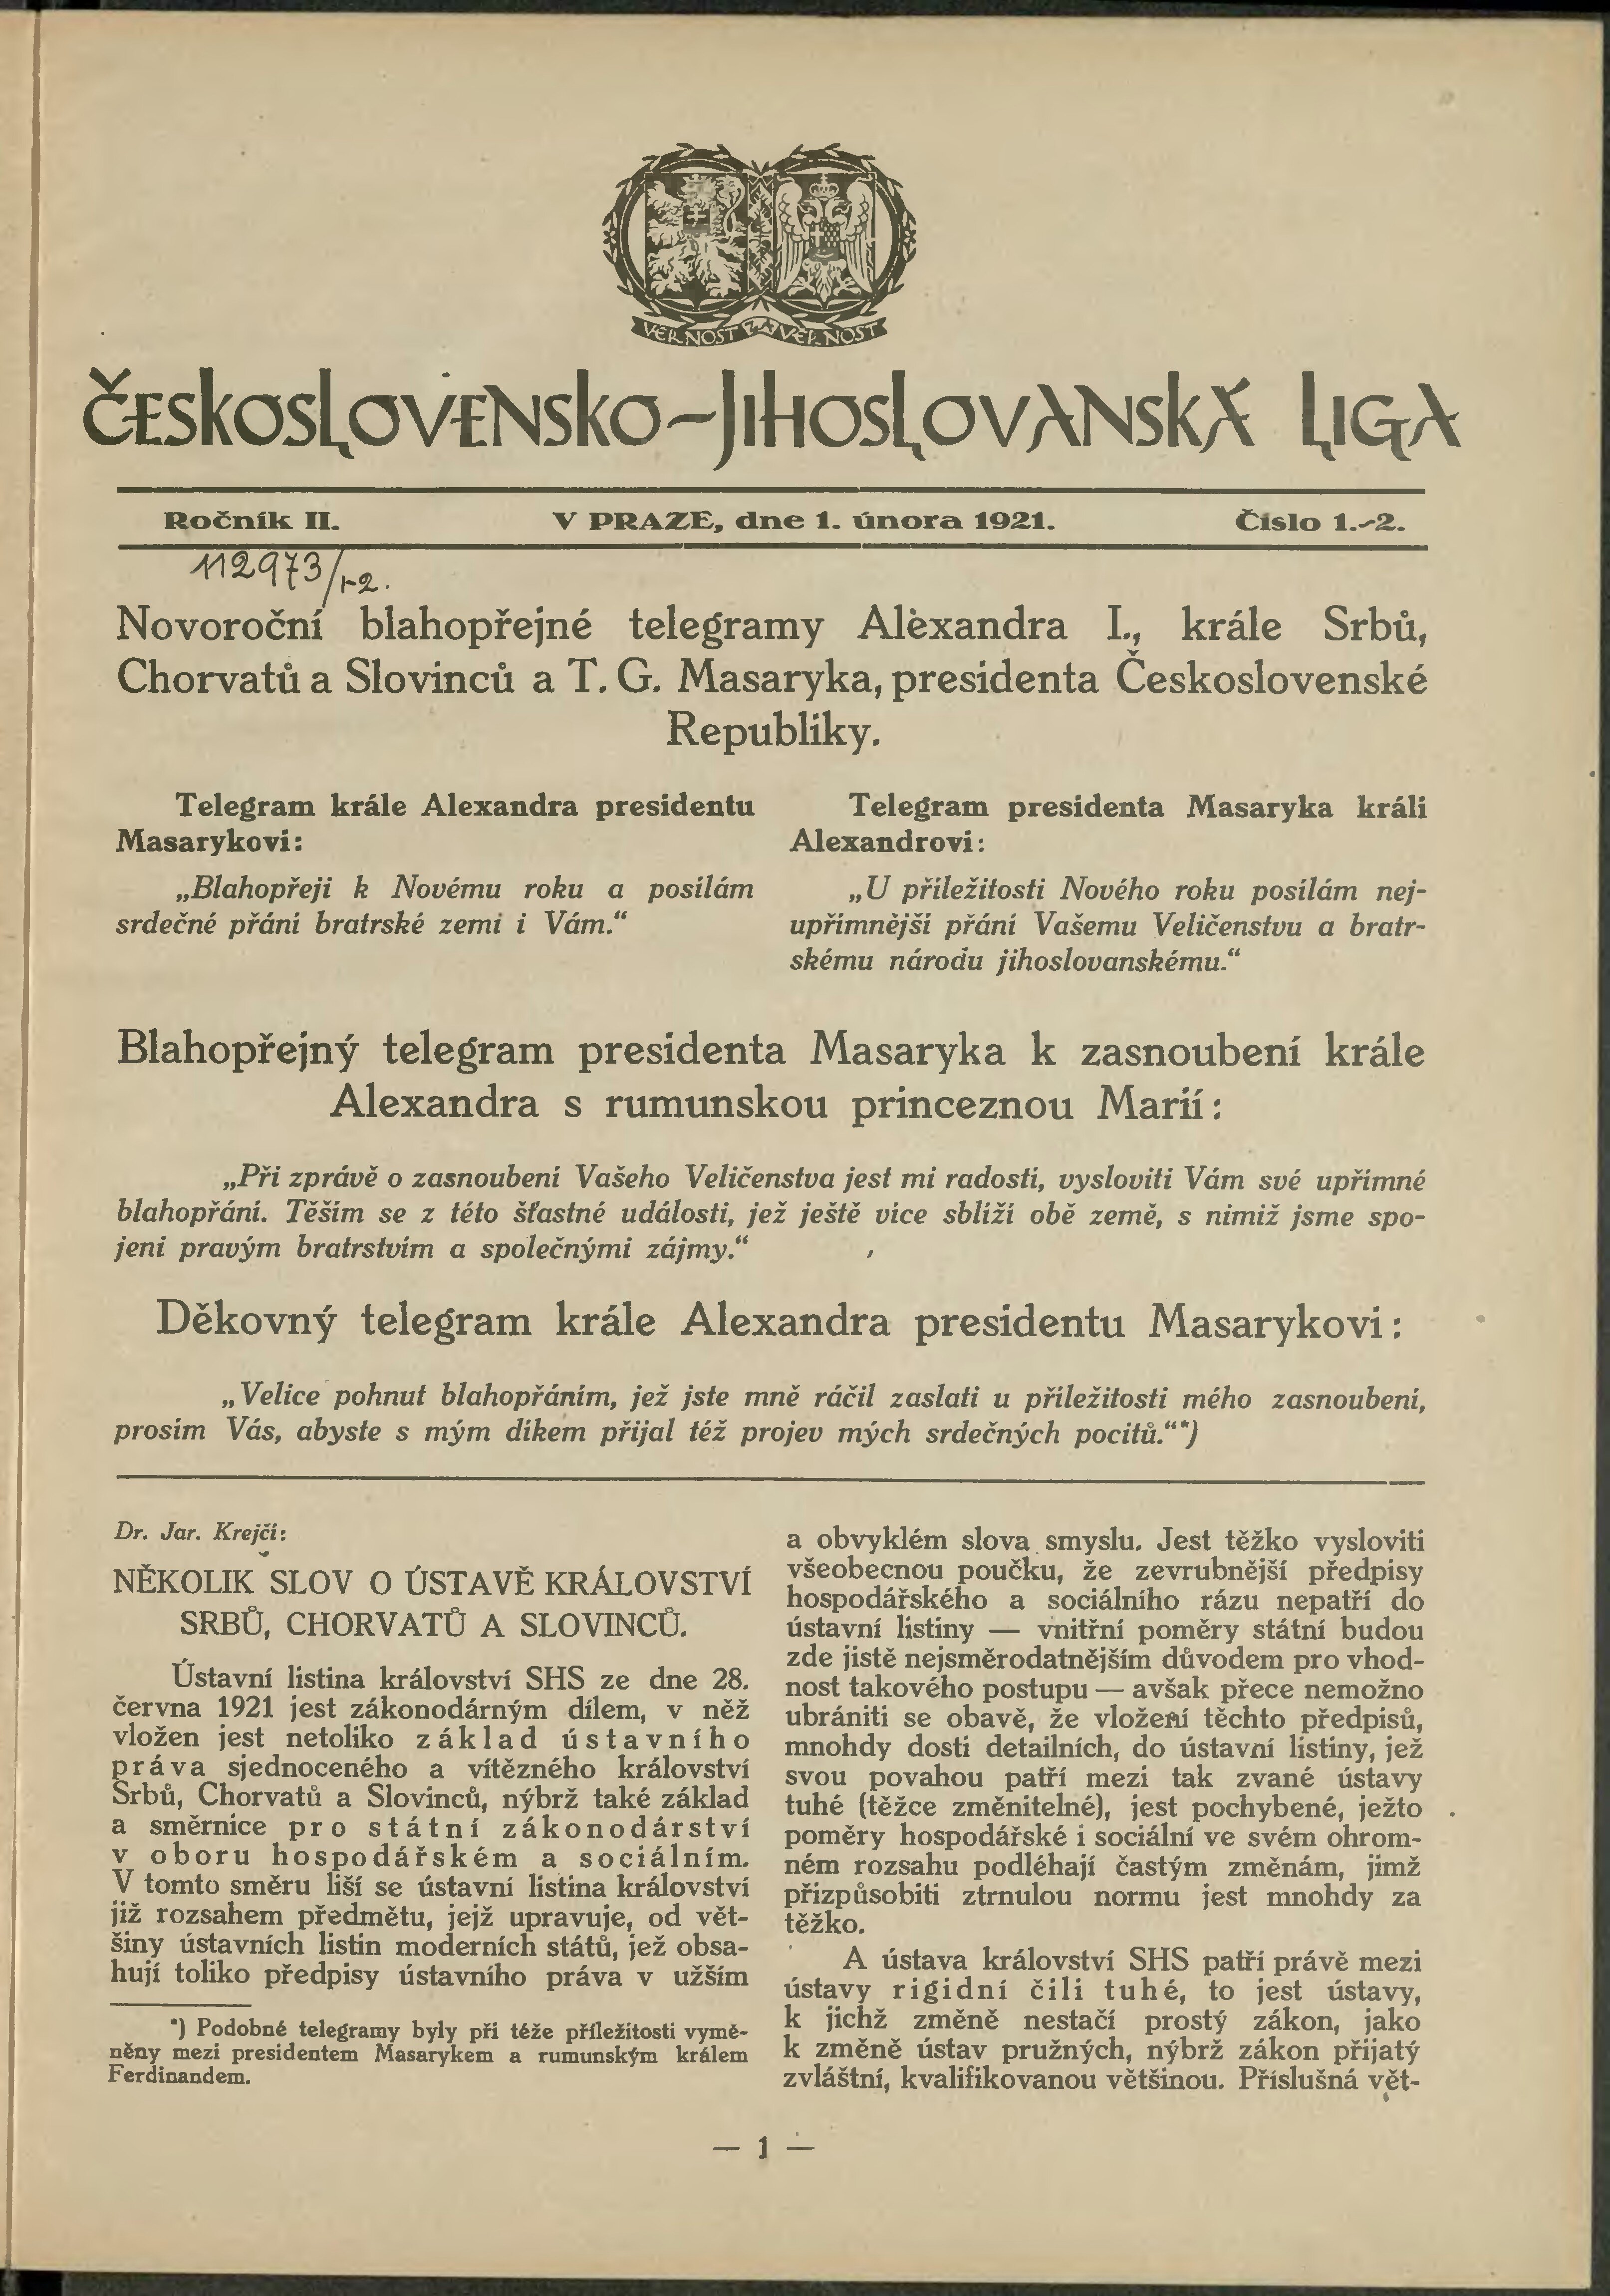 VĚRNOST ZA VĚRNOST
ČESKOSLOVENSKO-JIHOSLOVANSKÁ LIGA
Ročník II. V PRAZE, dne 1. února 1921. Číslo 1.-2.
112973/1-2.
Novoroční blahopřejné telegramy Alexandra I., krále Srbů,
Chorvatů a Slovinců a T. G. Masaryka, presidenta Československé
Republiky.
Telegram krále Alexandra presidentu
Masarykovi:
„Blahopřeji k Novému roku a posílám
srdečné přání bratrské zemi i Vám.“
Telegram presidenta Masaryka králi
Alexandrovi:
„U příležitosti Nového roku posílám nej-
upřímnější přání Vašemu Veličenstvu a bratr-
skému národu jihoslovanskému.“
Blahopřejný telegram presidenta Masaryka k zasnoubení krále
Alexandra s rumunskou princeznou Marií:
„Při zprávě o zasnoubení Vašeho Veličenstva jest mi radostí, vysloviti Vám své upřímné
blahopřání. Těším se z této šťastné události, jež ještě více sblíží obě země, s nimiž jsme spo-
jeni pravým bratrstvím a společnými zájmy.“
Děkovný telegram krále Alexandra presidentu Masarykovi:
„Velice pohnut blahopřáním, jež jste mně ráčil zaslati u příležitosti mého zasnoubení,
prosím Vás, abyste s mým díkem přijal též projev mých srdečných pocitů.“*)
Dr. Jar. Krejčí:
NĚKOLIK SLOV O ÚSTAVĚ KRÁLOVSTVÍ
SRBŮ, CHORVATŮ A SLOVINCŮ.
Ústavní listina království SHS ze dne 28.
června 1921 jest zákonodárným dílem, v něž
vložen jest netoliko základ ústavního
práva sjednoceného a vítězného království
Srbů, Chorvatů a Slovinců, nýbrž také základ
a směrnice pro státní zákonodárství
v oboru hospodářském a sociálním.
V tomto směru liší se ústavní listina království
již rozsahem předmětu, jejž upravuje, od vět-
šiny ústavních listin moderních států, jež obsa-
hují toliko předpisy ústavního práva v užším
*) Podobné telegramy byly při téže příležitosti vymě-
něny mezi presidentem Masarykem a rumunským králem
Ferdinandem.
a obvyklém slova smyslu. Jest těžko vysloviti
všeobecnou poučku, že zevrubnější předpisy
hospodářského a sociálního rázu nepatří do
ústavní listiny — vnitřní poměry státní budou
zde jistě nejsměrodatnějším důvodem pro vhod-
nost takového postupu — avšak přece nemožno
ubrániti se obavě, že vložení těchto předpisů,
mnohdy dosti detailních, do ústavní listiny, jež
svou povahou patří mezi tak zvané ústavy
tuhé (těžce změnitelné), jest pochybené, ježto
poměry hospodářské i sociální ve svém ohrom-
ném rozsahu podléhají častým změnám, jimž
přizpůsobiti ztrnulou normu jest mnohdy za
těžko.
A ústava království SHS patří právě mezi
ústavy rigidní čili tuhé, to jest ústavy,
k jichž změně nestačí prostý zákon, jako
k změně ústav pružných, nýbrž zákon přijatý
zvláštní, kvalifikovanou většinou. Příslušná vět-
— 1 —